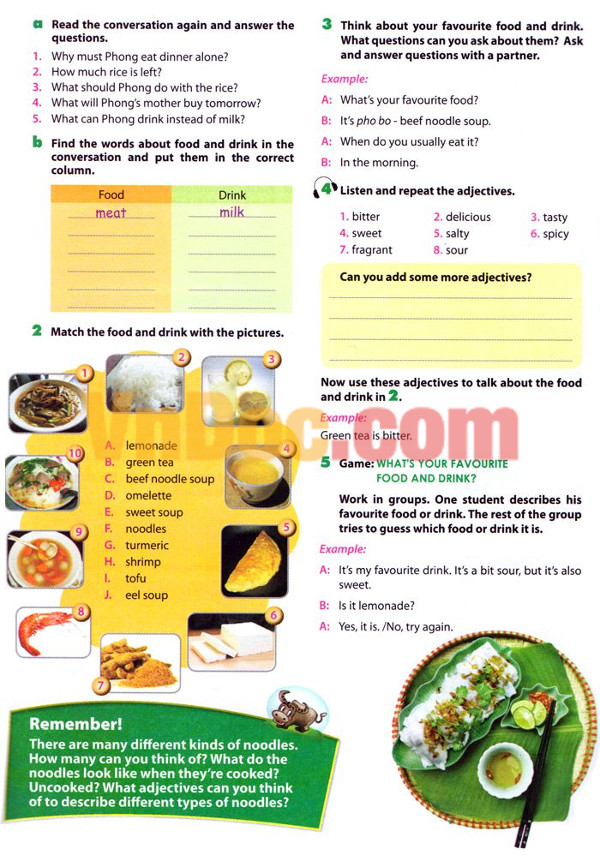 a Read the conversation again and answer the
questions.
1. Why must Phong eat dinner alone?
2. How much rice is left?
3. What should Phong do with the rice?
4. What will Phong's mother buy tomorrow?
5. What can Phong drink instead of milk?
b Find the words about food and drink in the
conversation and put them in the correct
column.
Food Drink
meat milk
2 Match the food and drink with the pictures.
1
2
3
4
5
6
7
8
9
10
A. lemonade
B. green tea
C. beef noodle soup
D. omelette
E. sweet soup
F. noodles
G. turmeric
H. shrimp
I. tofu
J. eel soup
Remember!
There are many different kinds of noodles.
How many can you think of? What do the
noodles look like when they're cooked?
Uncooked? What adjectives can you think
of to describe different types of noodles?
3 Think about your favourite food and drink.
What questions can you ask about them? Ask
and answer questions with a partner.
Example:
A: What's your favourite food?
B: It's pho bo - beef noodle soup.
A: When do you usually eat it?
B: In the morning.
4 Listen and repeat the adjectives.
1. bitter 2. delicious 3. tasty
4. sweet 5. salty 6. spicy
7. fragrant 8. sour
Can you add some more adjectives?
Now use these adjectives to talk about the food
and drink in 2.
Example:
Green tea is bitter.
5 Game: WHAT'S YOUR FAVOURITE
FOOD AND DRINK?
Work in groups. One student describes his
favourite food or drink. The rest of the group
tries to guess which food or drink it is.
Example:
A: It's my favourite drink. It's a bit sour, but it's also
sweet.
B: Is it lemonade?
A: Yes, it is. /No, try again.
VnDoc.com